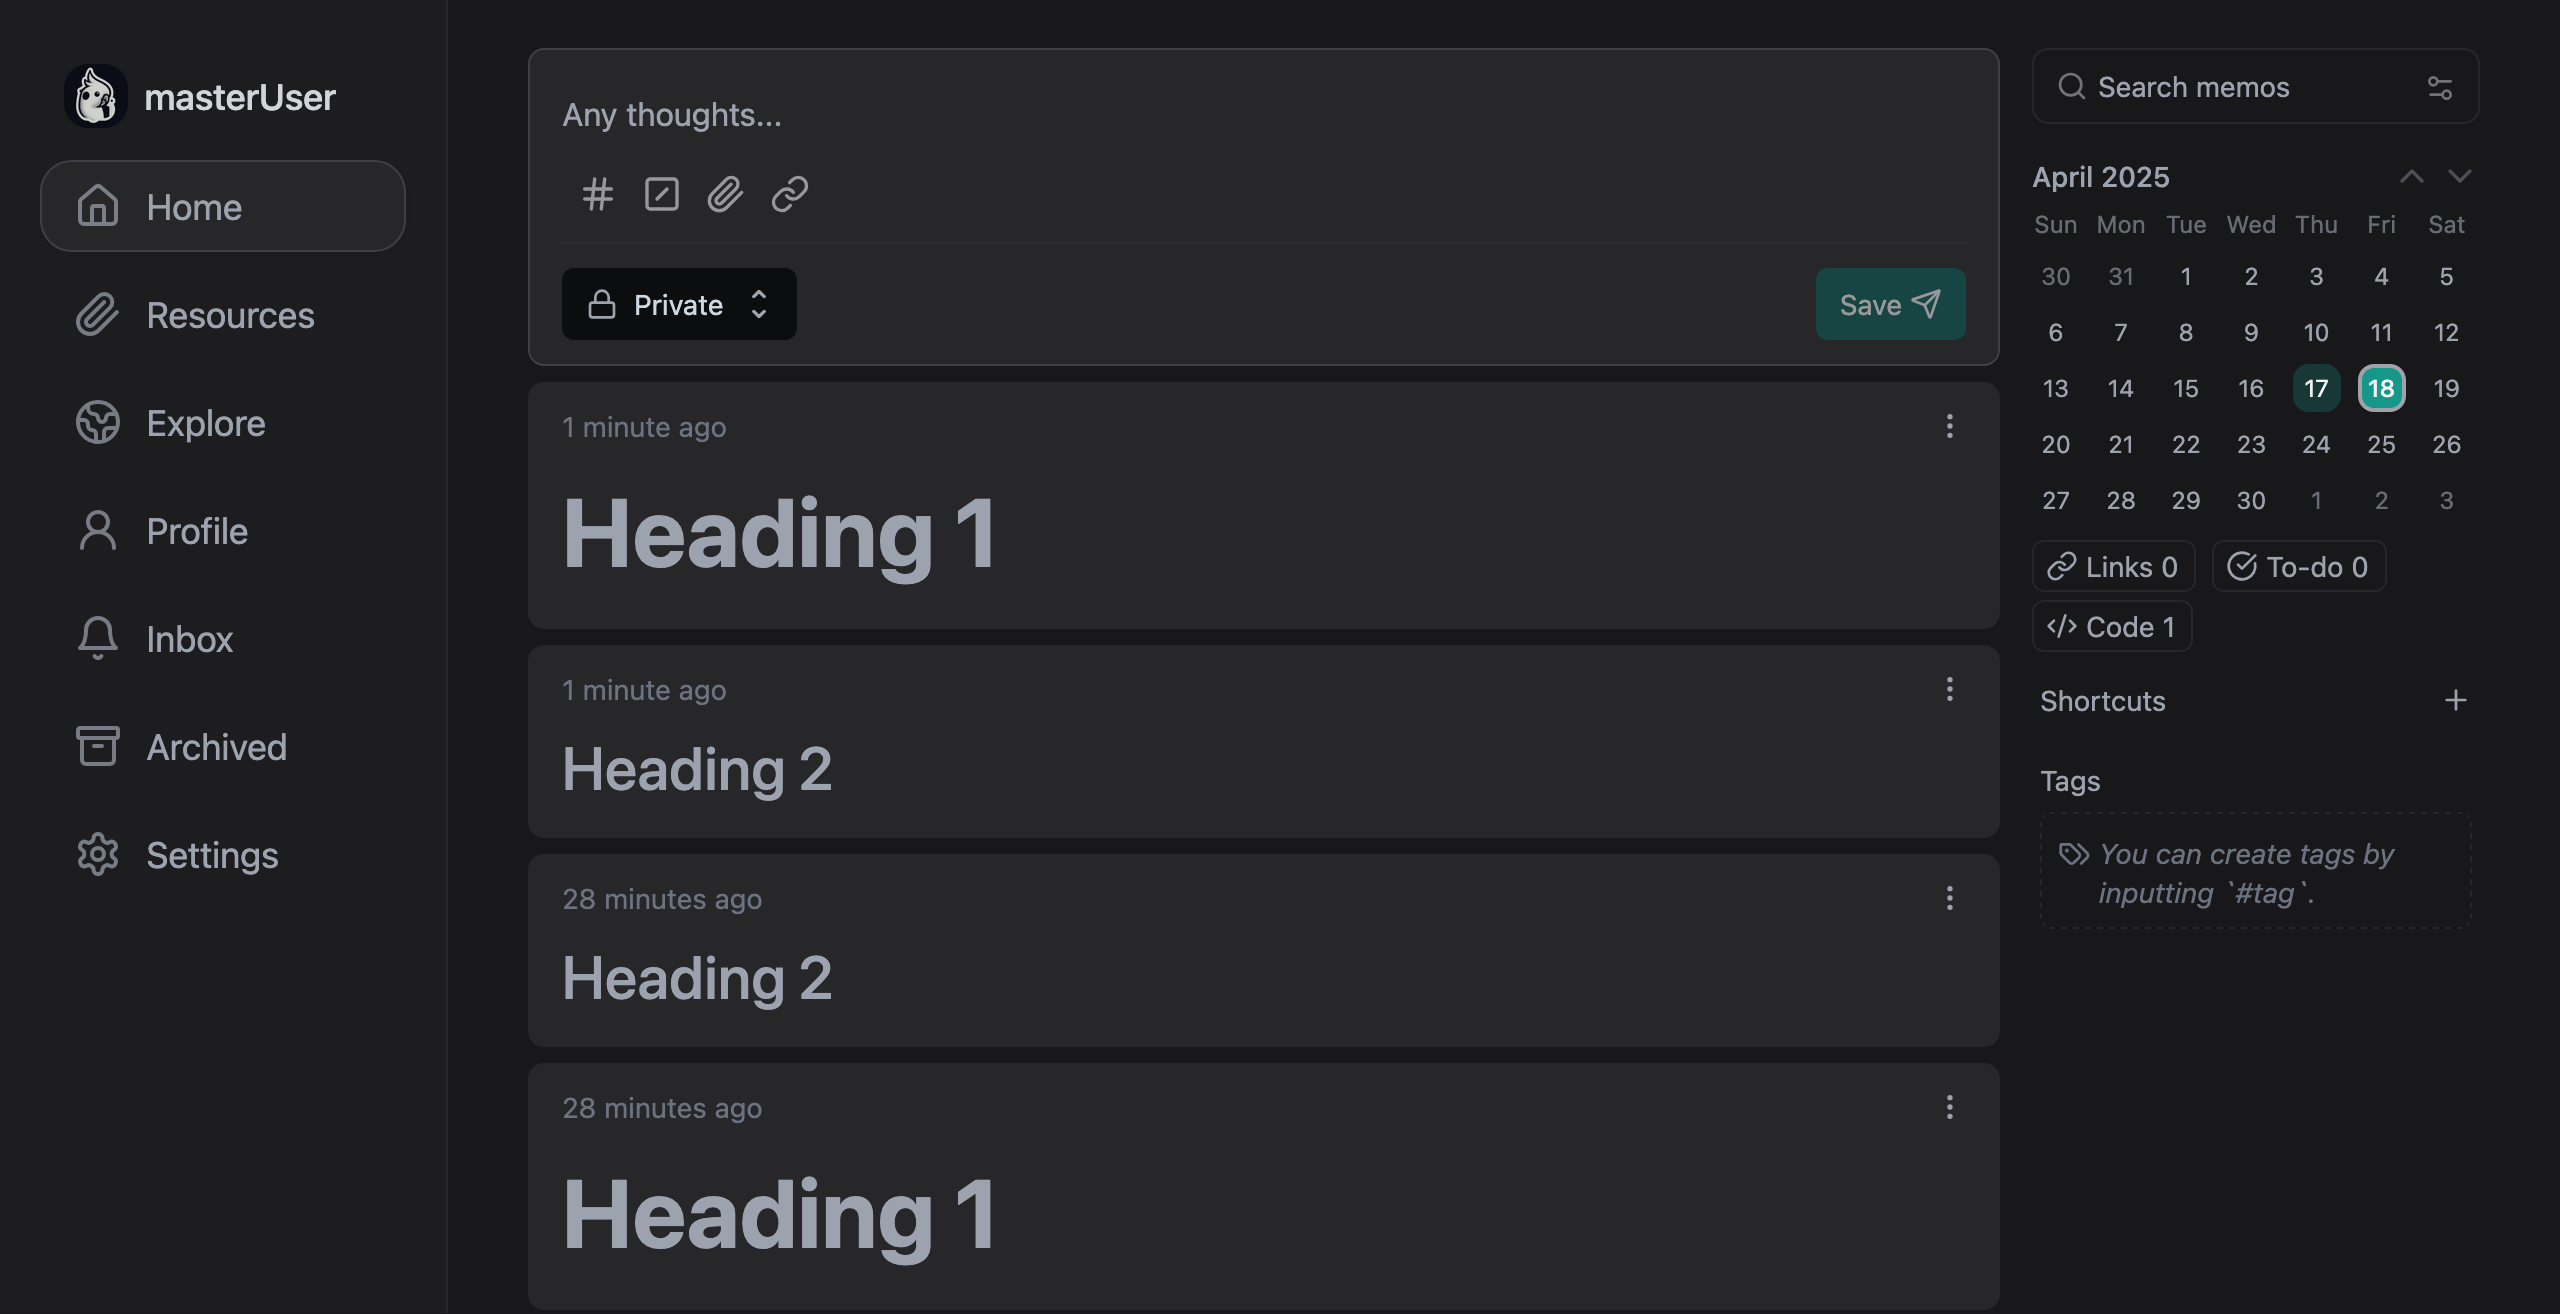 masterUser
Home
Resources
Explore
Profile
Inbox
Archived
Settings
Any thoughts...
Private
Save
1 minute ago
Heading 1
1 minute ago
Heading 2
28 minutes ago
Heading 2
28 minutes ago
Heading 1
Search memos
April 2025
Sun Mon Tue Wed Thu Fri Sat
30 31 1 2 3 4 5
6 7 8 9 10 11 12
13 14 15 16 17 18 19
20 21 22 23 24 25 26
27 28 29 30 1 2 3
Links 0 To-do 0
Code 1
Shortcuts
Tags
You can create tags by
inputting `#tag`.